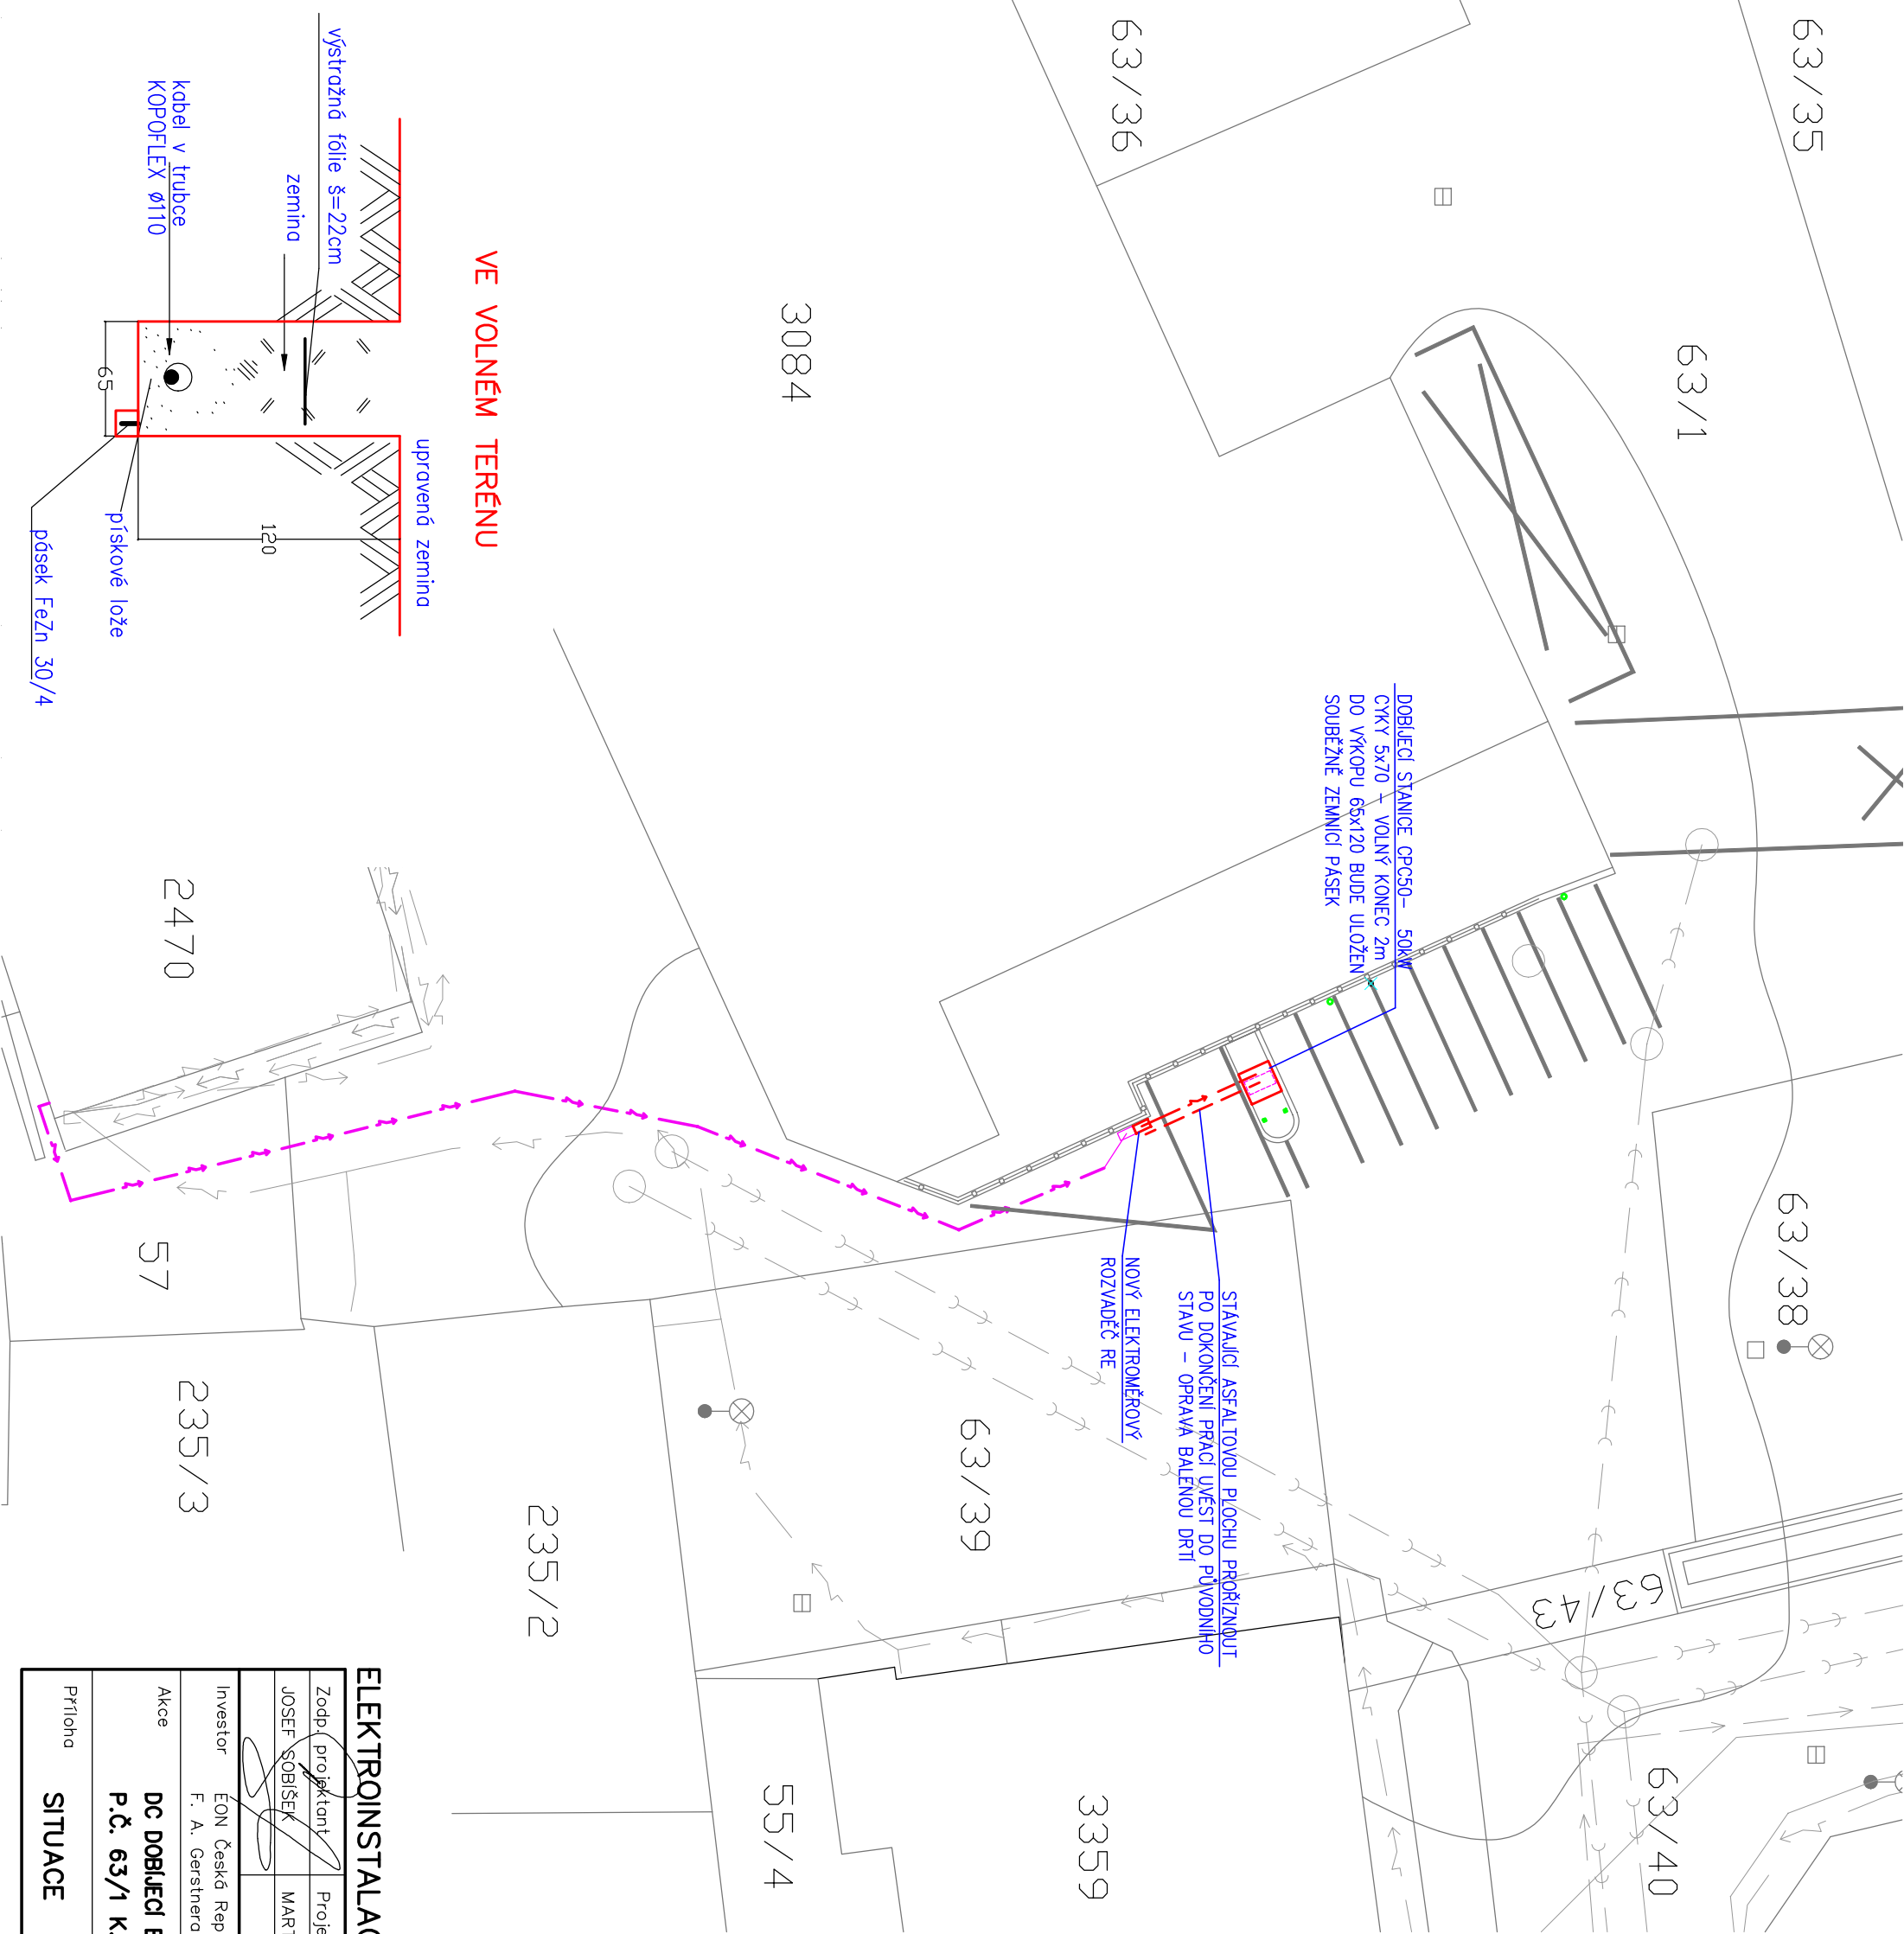 63/35
63/36
63/1
3084
VE VOLNÉM TERÉNU
výstražná fólie š=22cm
zemina
kabel v trubce
KOPOFLEX Ø110
upravená zemina
120
65
pískové lože
pásek FeZn 30/4
DOBÍJECÍ STANICE CPC50- 50kW
CYKY 5x70 - VOLNÝ KONEC 2m
DO VÝKOPU 65x120 BUDE ULOŽEN
SOUBĚŽNĚ ZEMNÍCÍ PÁSEK
2470
57
63/38
STÁVAJÍCÍ ASFALTOVOU PLOCHU PROŘÍZNOUT
PO DOKONČENÍ PRACÍ UVÉST DO PŮVODNÍHO
STAVU - OPRAVA BALENOU DRTÍ
NOVÝ ELEKTROMĚROVÝ
ROZVADĚČ RE
235/3
235/2
63/39
63/43
63/40
3359
55/4
ELEKTROINSTALAC
Zodp. projektant
Proje
JOSEF SOBÍŠEK
MART
Investor
EON Česká Rep
F. A. Gerstnera
Akce
DC DOBÍJECÍ
P.Č. 63/1 K.
Příloha
SITUACE